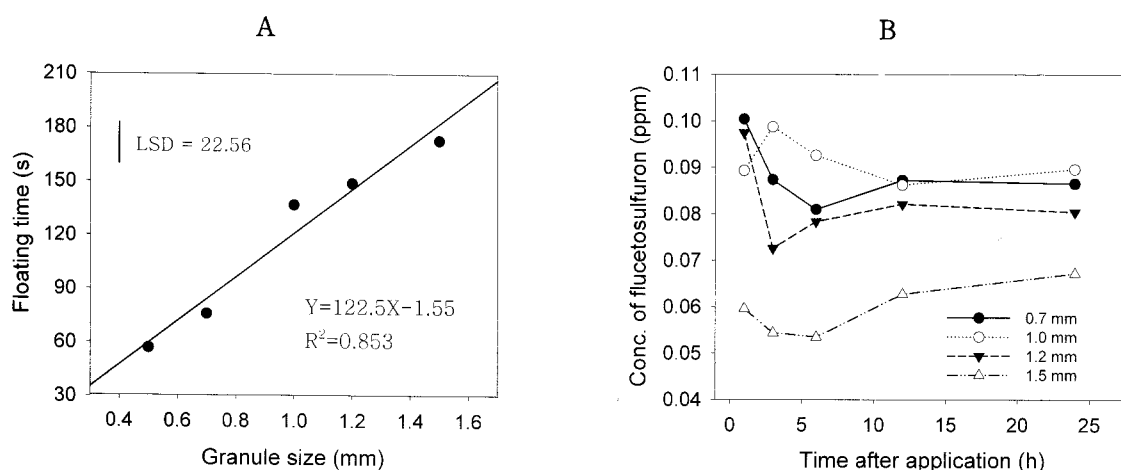 A
210
180
150
120
90
60
30
Floating time (s)
LSD = 22.56
Y=122.5X-1.55
R²=0.853
0.4 0.6 0.8 1.0 1.2 1.4 1.6
Granule size (mm)
B
0.11
0.10
0.09
0.08
0.07
0.06
0.05
0.04
Conc. of flucetosulfuron (ppm)
0.7 mm
1.0 mm
1.2 mm
1.5 mm
0 5 10 15 20 25
Time after application (h)